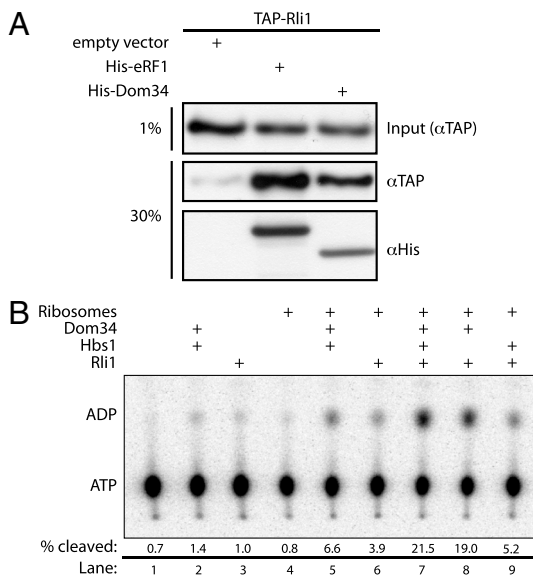 A
TAP-Rli1
empty vector +
His-eRF1 +
His-Dom34 +
1% Input (αTAP)
αTAP
30%
αHis
B
Ribosomes + + + + + +
Dom34 + + + +
Hbs1 + + + +
Rli1 + + + + +
ADP
ATP
% cleaved: 0.7 1.4 1.0 0.8 6.6 3.9 21.5 19.0 5.2
Lane: 1 2 3 4 5 6 7 8 9